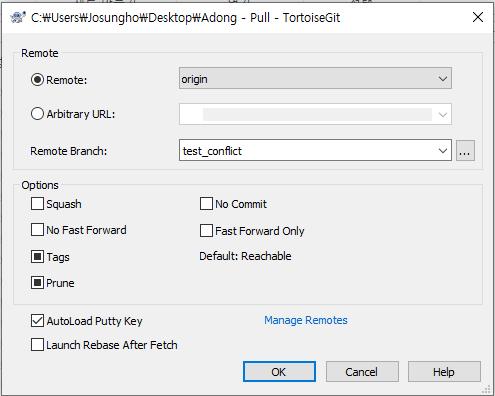 C:₩Users₩Josungho₩Desktop₩Adong - Pull - TortoiseGit
Remote
Remote:
origin
Arbitrary URL:
Remote Branch:
test_conflict
...
Options
Squash
No Commit
No Fast Forward
Fast Forward Only
Tags
Default: Reachable
Prune
AutoLoad Putty Key
Manage Remotes
Launch Rebase After Fetch
OK
Cancel
Help